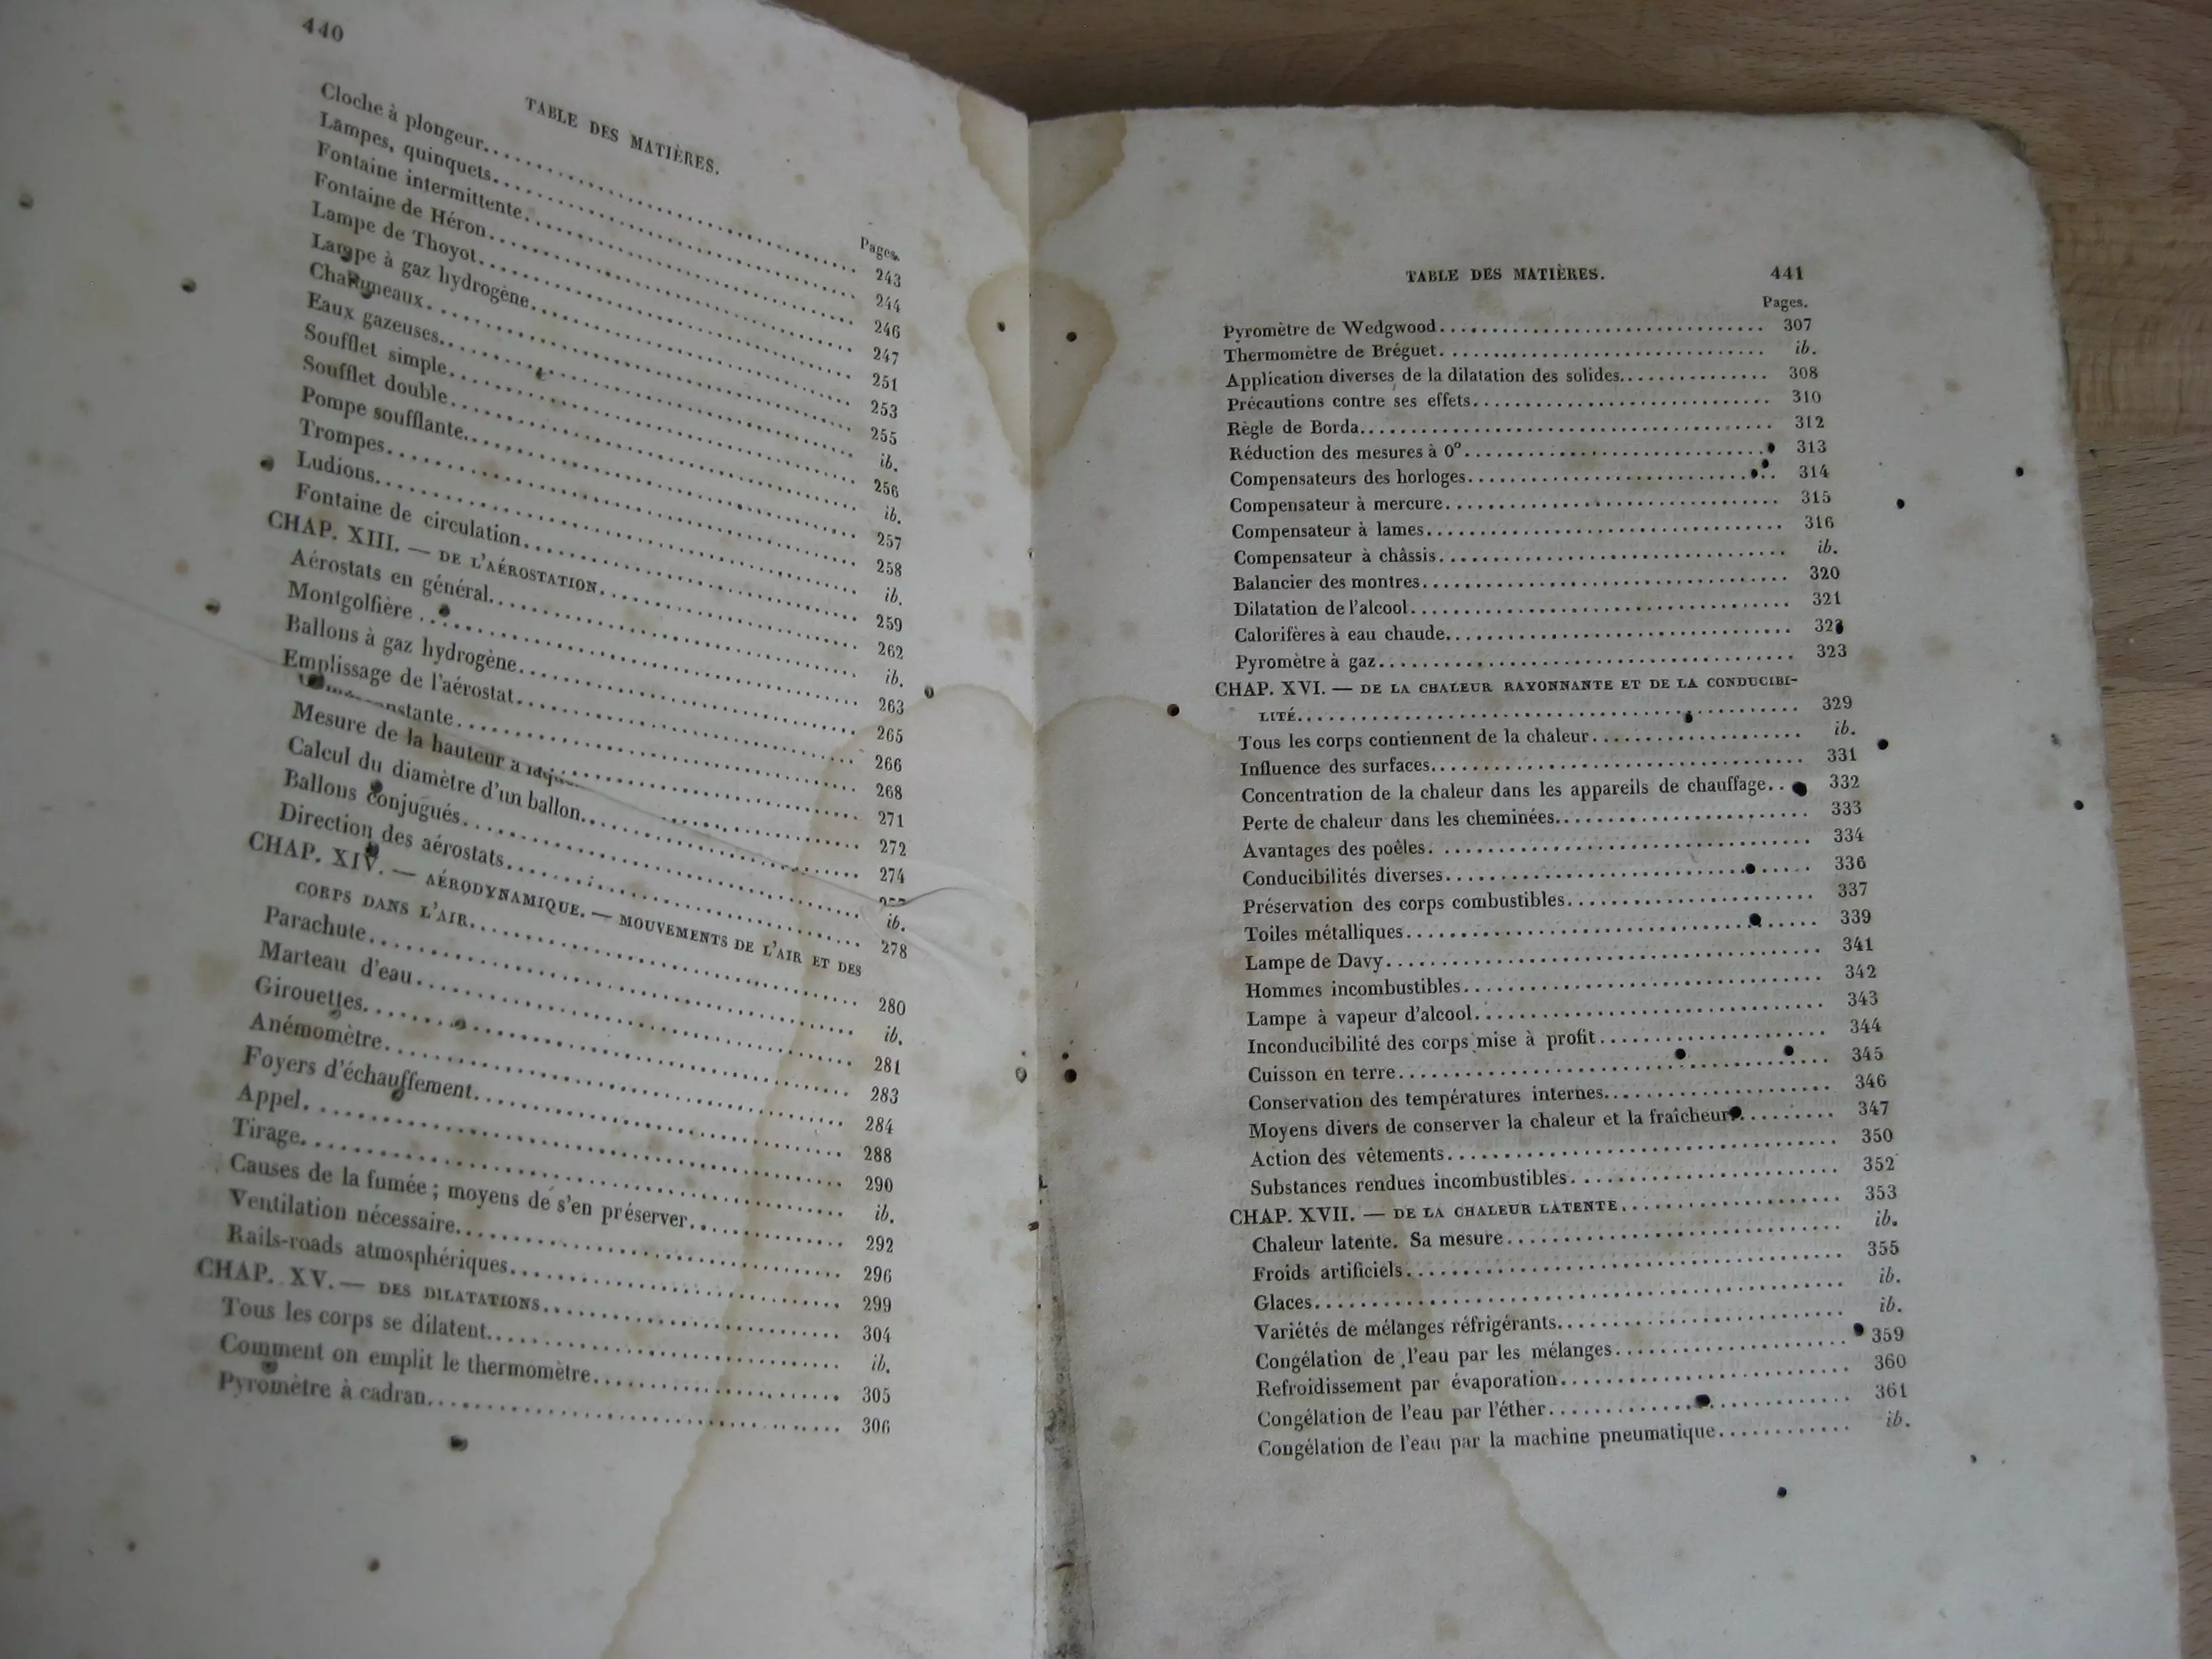 440
TABLE DES MATIÈRES.
Pages.
Cloche à plongeur........ 243
Lampes, quinquets........ 244
Fontaine intermittente........ 246
Fontaine de Héron........ 247
Lampe de Thoyot........ 251
Lampe à gaz hydrogène........ 253
Chalumeaux........ 255
Eaux gazeuses........ ib.
Soufflet simple........ 256
Soufflet double........ ib.
Pompe soufflante........ 257
Trompes........ 258
Ludions........ ib.
Fontaine de circulation........ 259
CHAP. XIII. — DE L'AÉROSTATION........ 262
Aérostats en général........ ib.
Montgolfière........ 263
Ballons à gaz hydrogène........ 265
Emplissage de l'aérostat........ 266
268
271
272
Mesure de la hauteur à ........ 274
Calcul du diamètre d'un ballon........
Ballons conjugués........ ib.
Direction des aérostats........ 278
CHAP. XIV. — AÉRODYNAMIQUE. — MOUVEMENTS DE L'AIR ET DES
CORPS DANS L'AIR........ 280
Parachute........ ib.
Marteau d'eau........ 281
Girouettes........ 283
Anémomètre........ 284
Foyers d'échauffement........ 288
Appel........ 290
Tirage........ ib.
Causes de la fumée ; moyens de s'en préserver........ 292
Ventilation nécessaire........ 296
Rails-roads atmosphériques........ 299
CHAP. XV. — DES DILATATIONS........ 304
Tous les corps se dilatent........ ib.
Comment on emplit le thermomètre........ 305
Pyromètre à cadran........ 306
TABLE DES MATIÈRES. 441
Pages.
Pyromètre de Wedgwood........ 307
Thermomètre de Bréguet........ ib.
Application diverses de la dilatation des solides........ 308
Précautions contre ses effets........ 310
Règle de Borda........ 312
Réduction des mesures à 0°........ 313
Compensateurs des horloges........ 314
Compensateur à mercure........ 315
Compensateur à lames........ 316
Compensateur à châssis........ ib.
Balancier des montres........ 320
Dilatation de l'alcool........ 321
Calorifères à eau chaude........
Pyromètre à gaz........ 323
CHAP. XVI. — DE LA CHALEUR RAYONNANTE ET DE LA CONDUCIBI-
LITÉ........ 329
Tous les corps contiennent de la chaleur........ ib.
Influence des surfaces........ 331
Concentration de la chaleur dans les appareils de chauffage... 332
Perte de chaleur dans les cheminées........ 333
Avantages des poêles........ 334
Conducibilités diverses........ 336
Préservation des corps combustibles........ 337
Toiles métalliques........ 339
Lampe de Davy........ 341
Hommes incombustibles........ 342
Lampe à vapeur d'alcool........ 343
Inconducibilité des corps mise à profit........ 344
Cuisson en terre........ 345
Conservation des températures internes........ 346
Moyens divers de conserver la chaleur et la fraîcheur........ 347
Action des vêtements........ 350
Substances rendues incombustibles........ 352
CHAP. XVII. — DE LA CHALEUR LATENTE........ 353
Chaleur latente. Sa mesure........ ib.
Froids artificiels........ 355
Glaces........ ib.
Variétés de mélanges réfrigérants........ ib.
Congélation de l'eau par les mélanges........ 359
Refroidissement par évaporation........ 360
Congélation de l'eau par l'éther........ 361
Congélation de l'eau par la machine pneumatique........ ib.